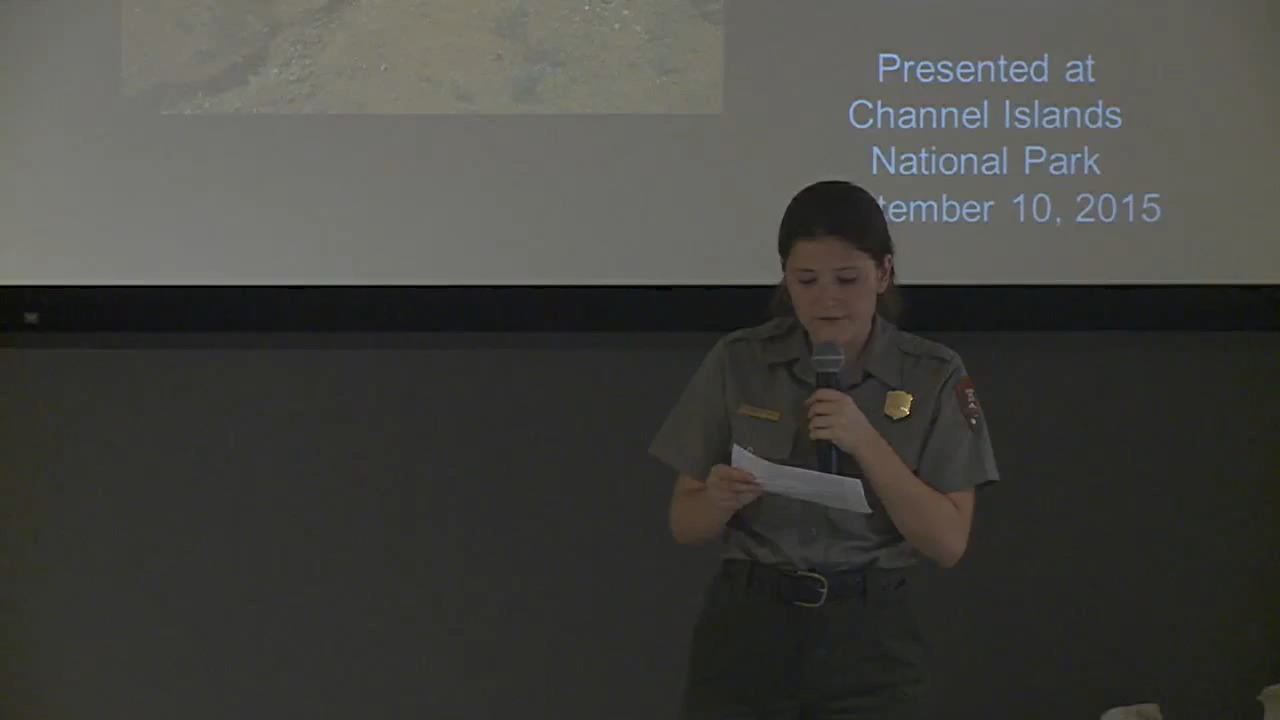 Presented at
Channel Islands
National Park
tember 10, 2015